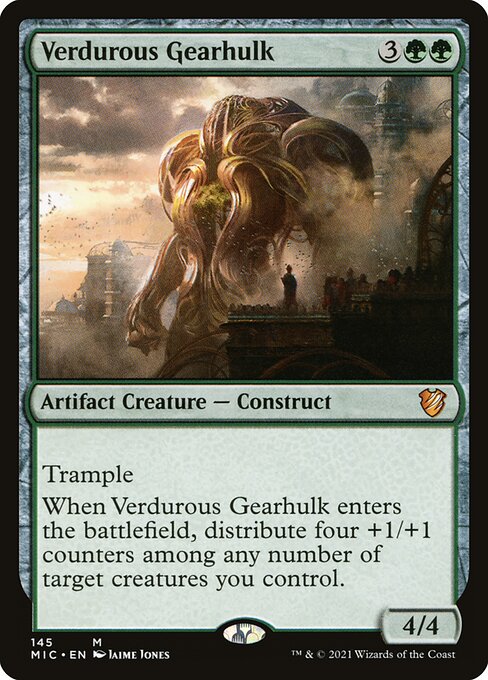 Verdurous Gearhulk 3
Artifact Creature — Construct
Trample
When Verdurous Gearhulk enters
the battlefield, distribute four +1/+1
counters among any number of
target creatures you control.
4/4
145 M
MIC • EN Jaime Jones
™ & © 2021 Wizards of the Coast